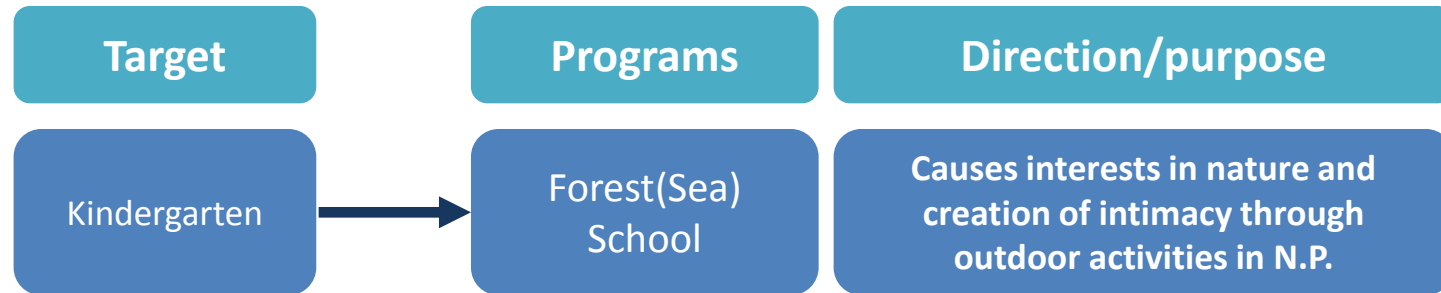 Target
Programs
Direction/purpose
Kindergarten
Forest(Sea)
School
Causes interests in nature and
creation of intimacy through
outdoor activities in N.P.